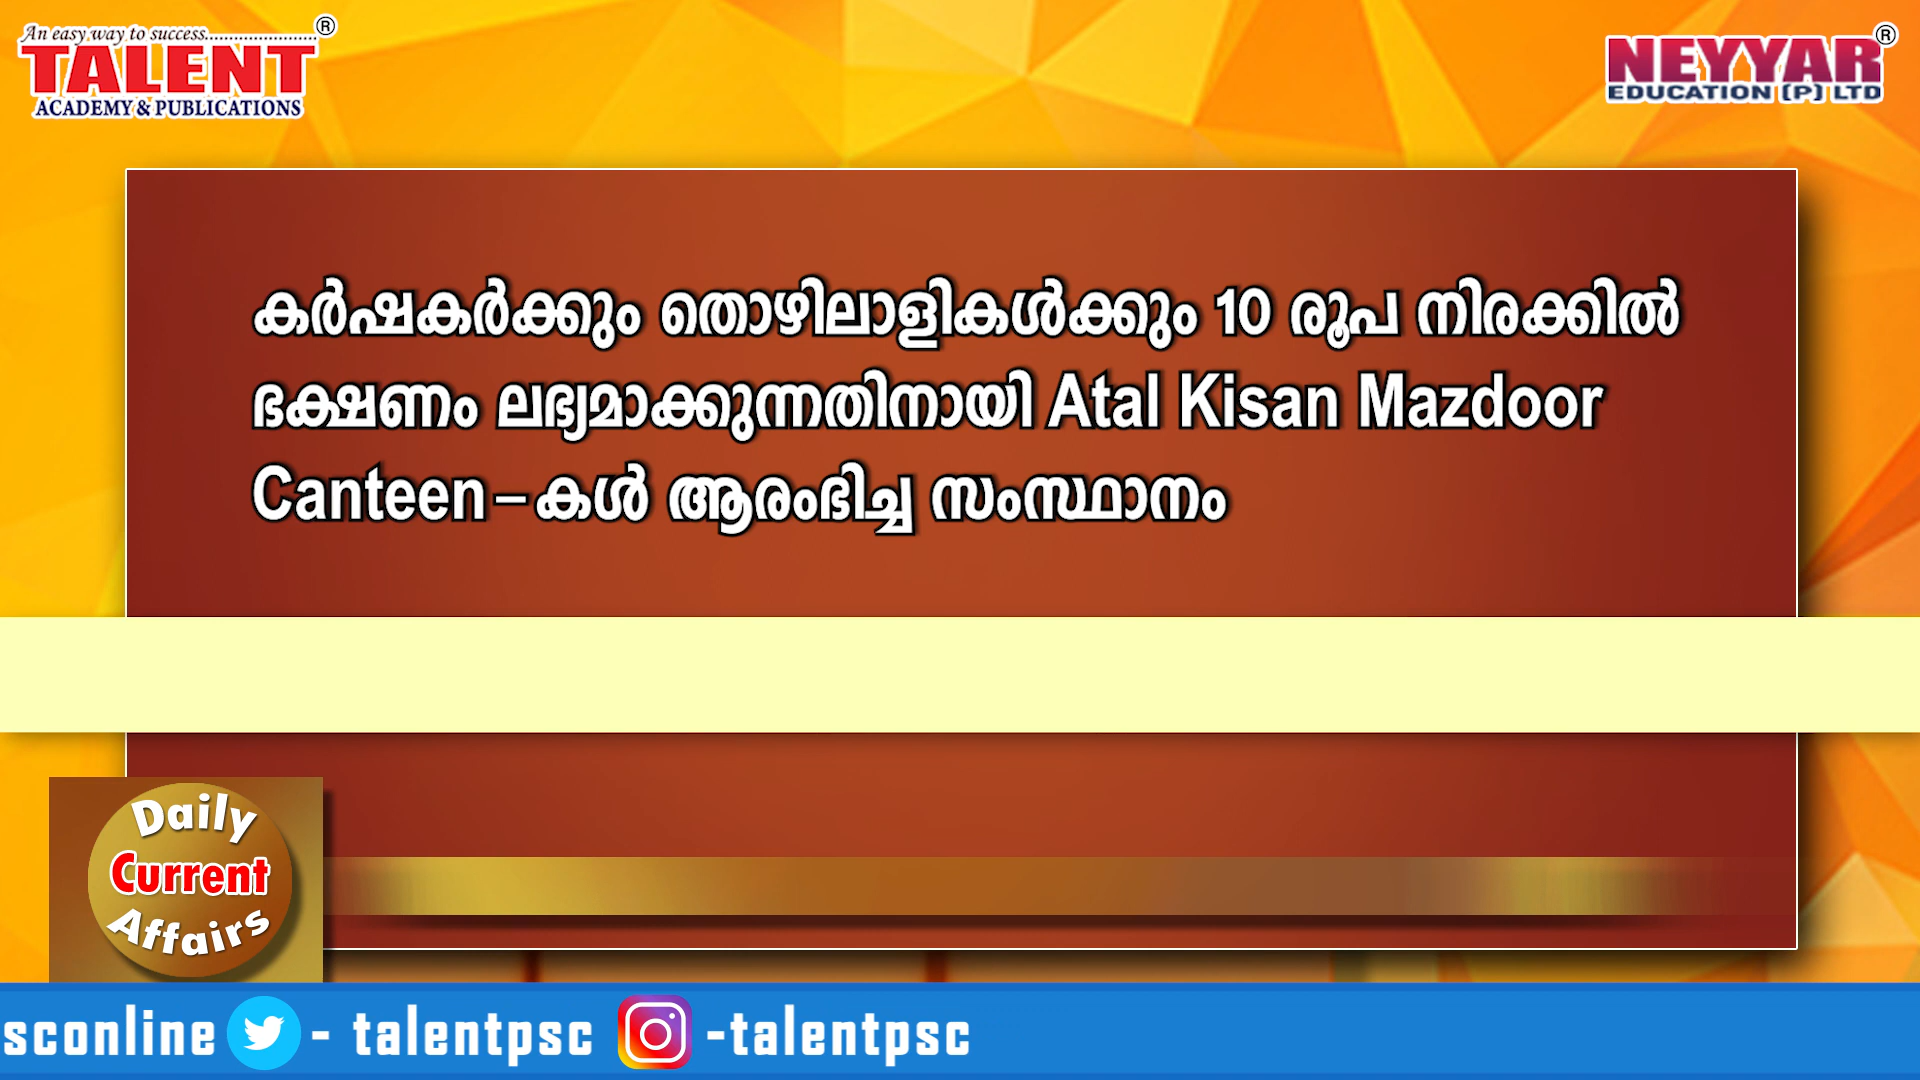 An easy way to success.......................
TALENT®
ACADEMY & PUBLICATIONS
NEYYAR®
EDUCATION (P) LTD
കർഷകർക്കും തൊഴിലാളികൾക്കും 10 രൂപ നിരക്കിൽ
ഭക്ഷണം ലഭ്യമാക്കുന്നതിനായി Atal Kisan Mazdoor
Canteen – കൾ ആരംഭിച്ച സംസ്ഥാനം
Daily
Current
Affairs
sconline - talentpsc -talentpsc